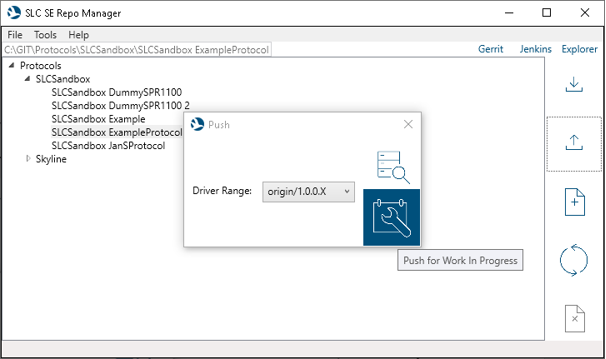 SLC SE Repo Manager
File Tools Help
C:\GIT\Protocols\SLCSandbox\SLCSandbox ExampleProtocol
Gerrit Jenkins Explorer
Protocols
SLCSandbox
SLCSandbox DummySPR1100
SLCSandbox DummySPR1100 2
SLCSandbox Example
SLCSandbox ExampleProtocol
SLCSandbox JanSProtocol
Skyline
Push
Driver Range: origin/1.0.0.X
Push for Work In Progress